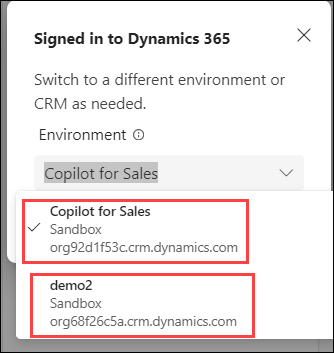 Signed in to Dynamics 365
Switch to a different environment or
CRM as needed.
Environment
Copilot for Sales
Copilot for Sales
Sandbox
org92d1f53c.crm.dynamics.com
demo2
Sandbox
org68f26c5a.crm.dynamics.com